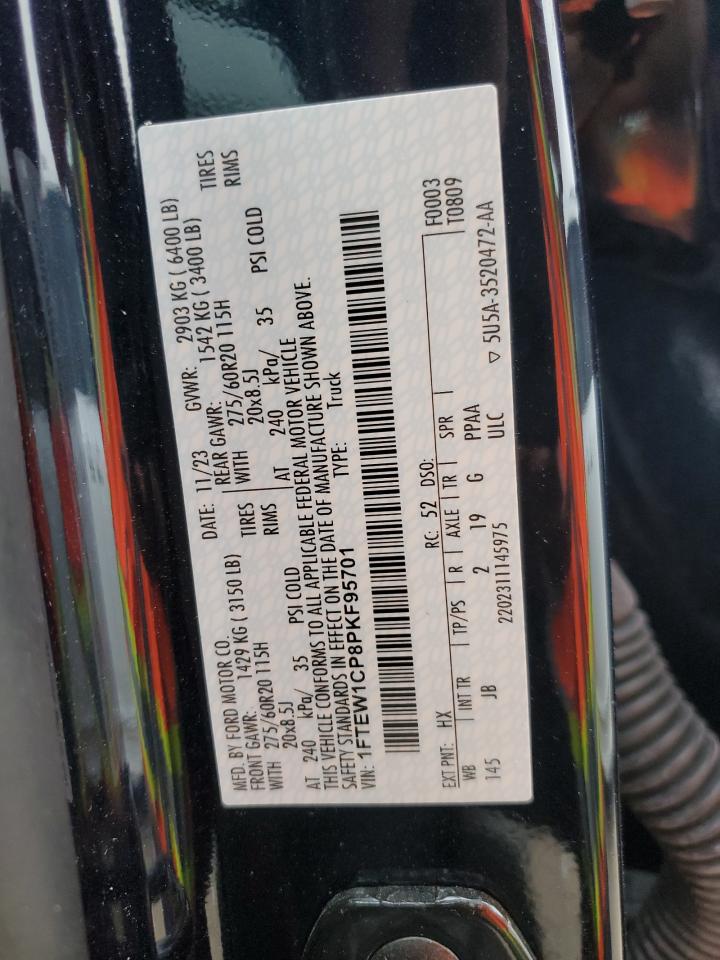 MFD. BY FORD MOTOR CO. DATE: 11/23 GVWR: 2903 KG ( 6400 LB)
FRONT GAWR: 1429 KG ( 3150 LB) REAR GAWR: 1542 KG ( 3400 LB)
WITH 275/60R20 115H TIRES WITH 275/60R20 115H TIRES
20x8.5J RIMS 20x8.5J RIMS
AT 240 kPa/ 35 PSI COLD AT 240 kPa/ 35 PSI COLD
THIS VEHICLE CONFORMS TO ALL APPLICABLE FEDERAL MOTOR VEHICLE
SAFETY STANDARDS IN EFFECT ON THE DATE OF MANUFACTURE SHOWN ABOVE.
VIN: 1FTEW1CP8PKF95701 TYPE: Truck
F0003
EXT PNT: HX RC: 52 DSO: T0809
WB INT TR TP/PS R AXLE TR SPR
145 JB 2 19 G PPAA
2202311145975 ULC
▽ 5U5A-3520472-AA